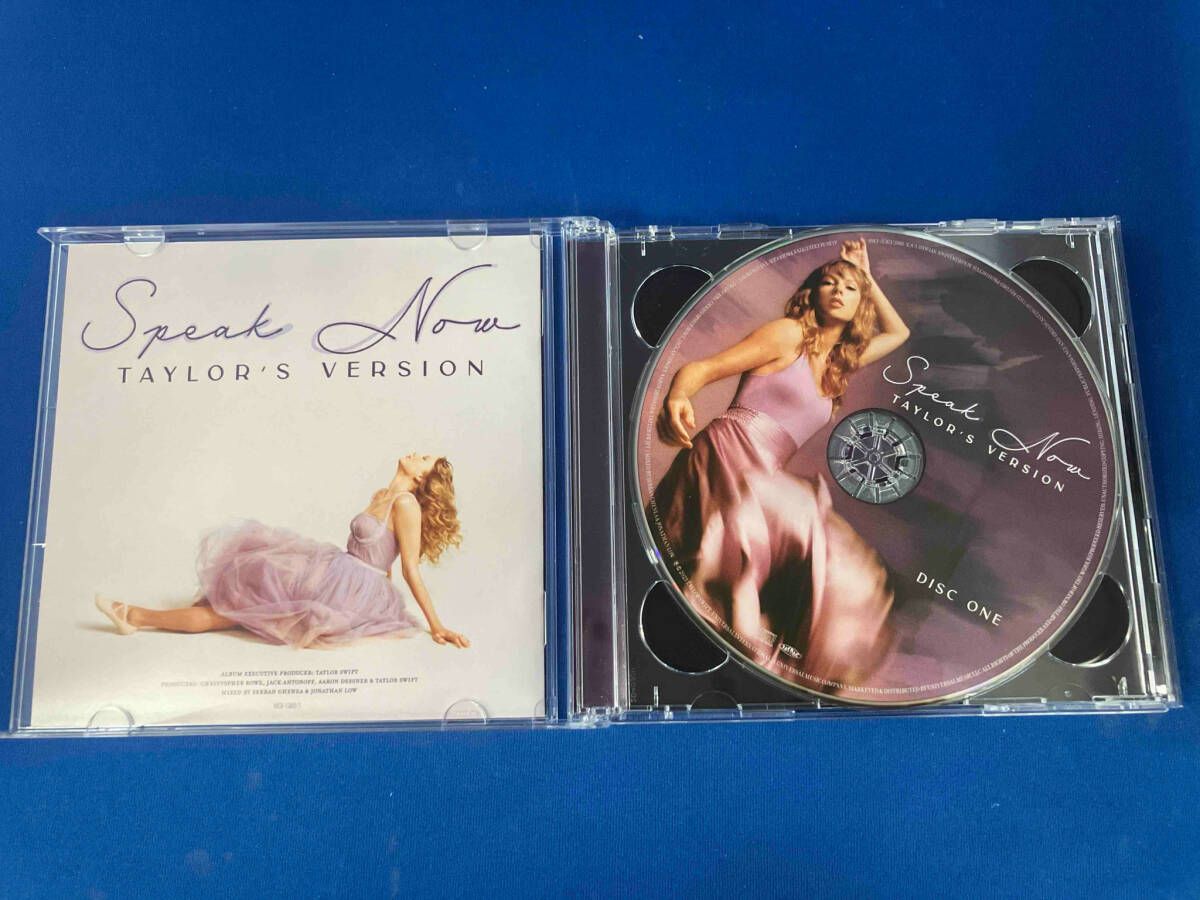 Speak Now
TAYLOR'S VERSION
ALBUM EXECUTIVE PRODUCER: TAYLOR SWIFT
PRODUCERS: CHRISTOPHER ROWE, JACK ANTONOFF, AARON DESSNER & TAYLOR SWIFT
MIXED BY SERBAN GHENEA & JONATHAN LOW
Speak Now
TAYLOR'S VERSION
DISC ONE